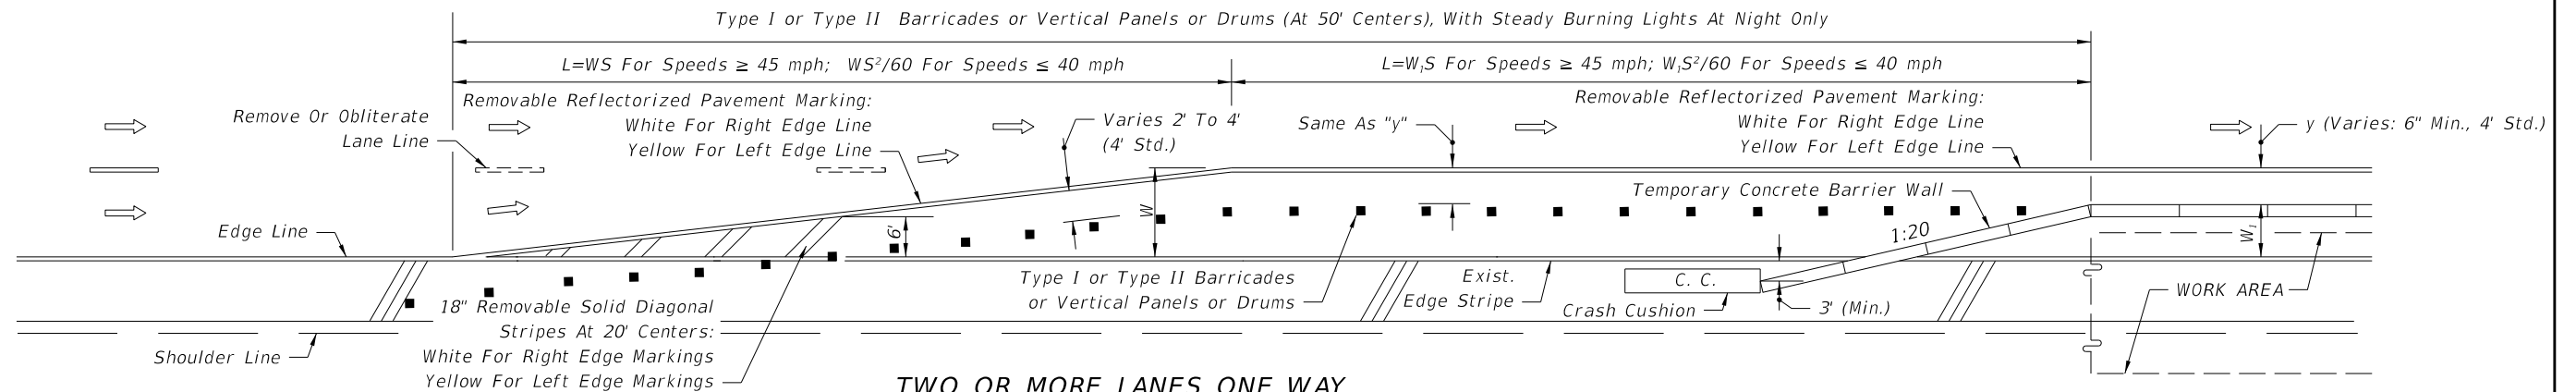 Type I or Type II Barricades or Vertical Panels or Drums (At 50' Centers), With Steady Burning Lights At Night Only
L=WS For Speeds ≥ 45 mph; WS²/60 For Speeds ≤ 40 mph
L=W₁S For Speeds ≥ 45 mph; W₁S²/60 For Speeds ≤ 40 mph
Remove Or Obliterate
Lane Line
Removable Reflectorized Pavement Marking:
White For Right Edge Line
Yellow For Left Edge Line
Varies 2' To 4'
(4' Std.)
Same As "y"
Removable Reflectorized Pavement Marking:
White For Right Edge Line
Yellow For Left Edge Line
y (Varies: 6" Min., 4' Std.)
Temporary Concrete Barrier Wall
Edge Line
6'
W
1:20
W₁
Type I or Type II Barricades
or Vertical Panels or Drums
Exist.
Edge Stripe
C. C.
Crash Cushion
3' (Min.)
WORK AREA
18" Removable Solid Diagonal
Stripes At 20' Centers:
White For Right Edge Markings
Yellow For Left Edge Markings
Shoulder Line
TWO OR MORE LANES ONE WAY